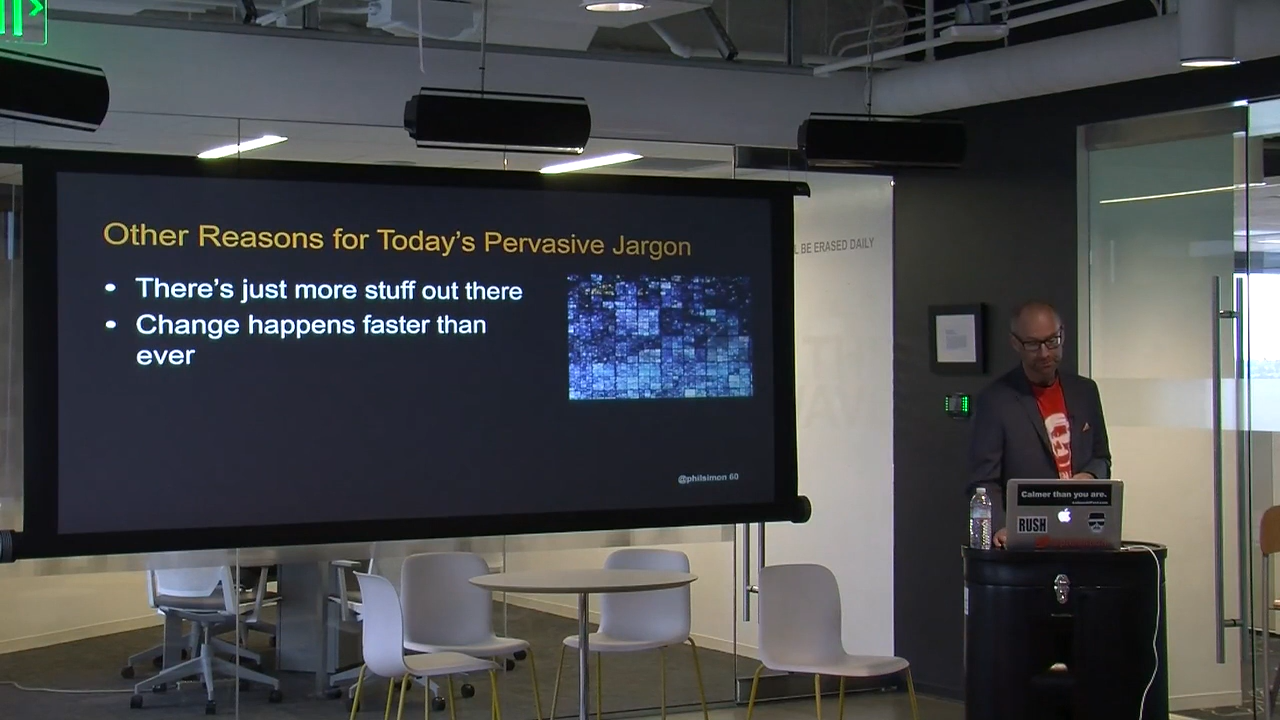 Other Reasons for Today's Pervasive Jargon
• There's just more stuff out there
• Change happens faster than
ever
@philsimon 60
L BE ERASED DAILY
Calmer than you are.
RUSH